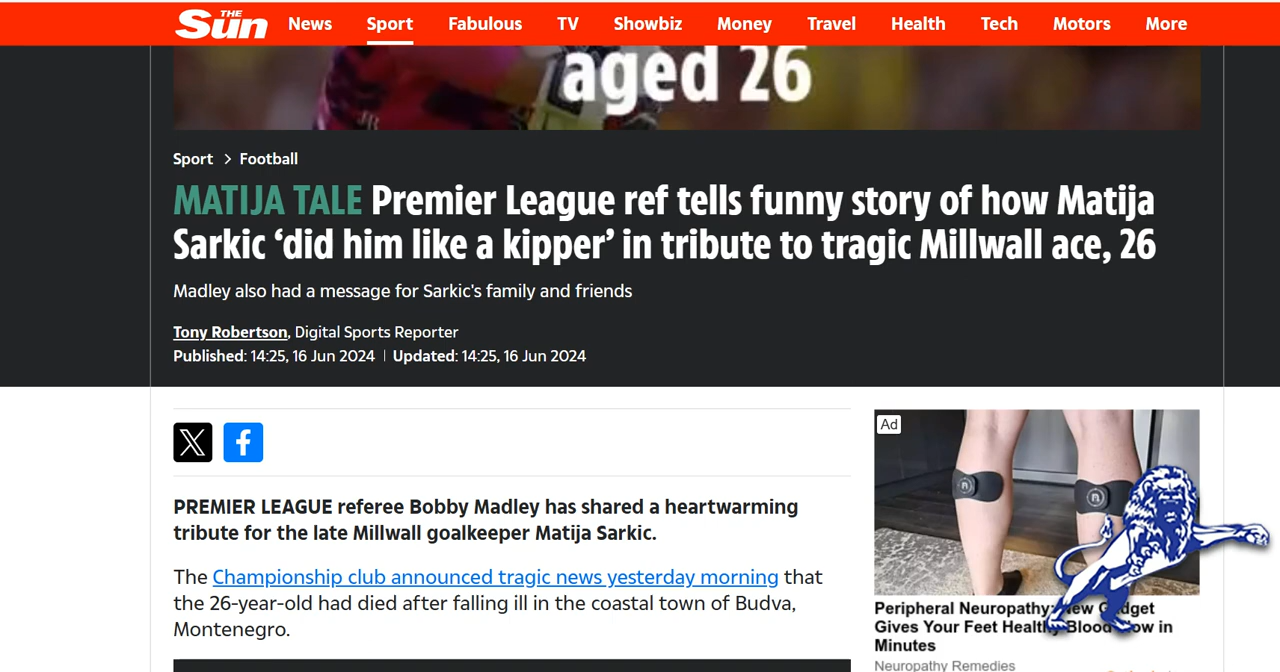 THE
Sun
News Sport Fabulous TV Showbiz Money Travel Health Tech Motors More
aged 26
Sport > Football
MATIJA TALE Premier League ref tells funny story of how Matija
Sarkic ‘did him like a kipper’ in tribute to tragic Millwall ace, 26
Madley also had a message for Sarkic's family and friends
Tony Robertson, Digital Sports Reporter
Published: 14:25, 16 Jun 2024 | Updated: 14:25, 16 Jun 2024
PREMIER LEAGUE referee Bobby Madley has shared a heartwarming
tribute for the late Millwall goalkeeper Matija Sarkic.
The Championship club announced tragic news yesterday morning that
the 26-year-old had died after falling ill in the coastal town of Budva,
Montenegro.
Ad
Peripheral Neuropathy: New Gadget
Gives Your Feet Healthy Blood Flow in
Minutes
Neuropathy Remedies